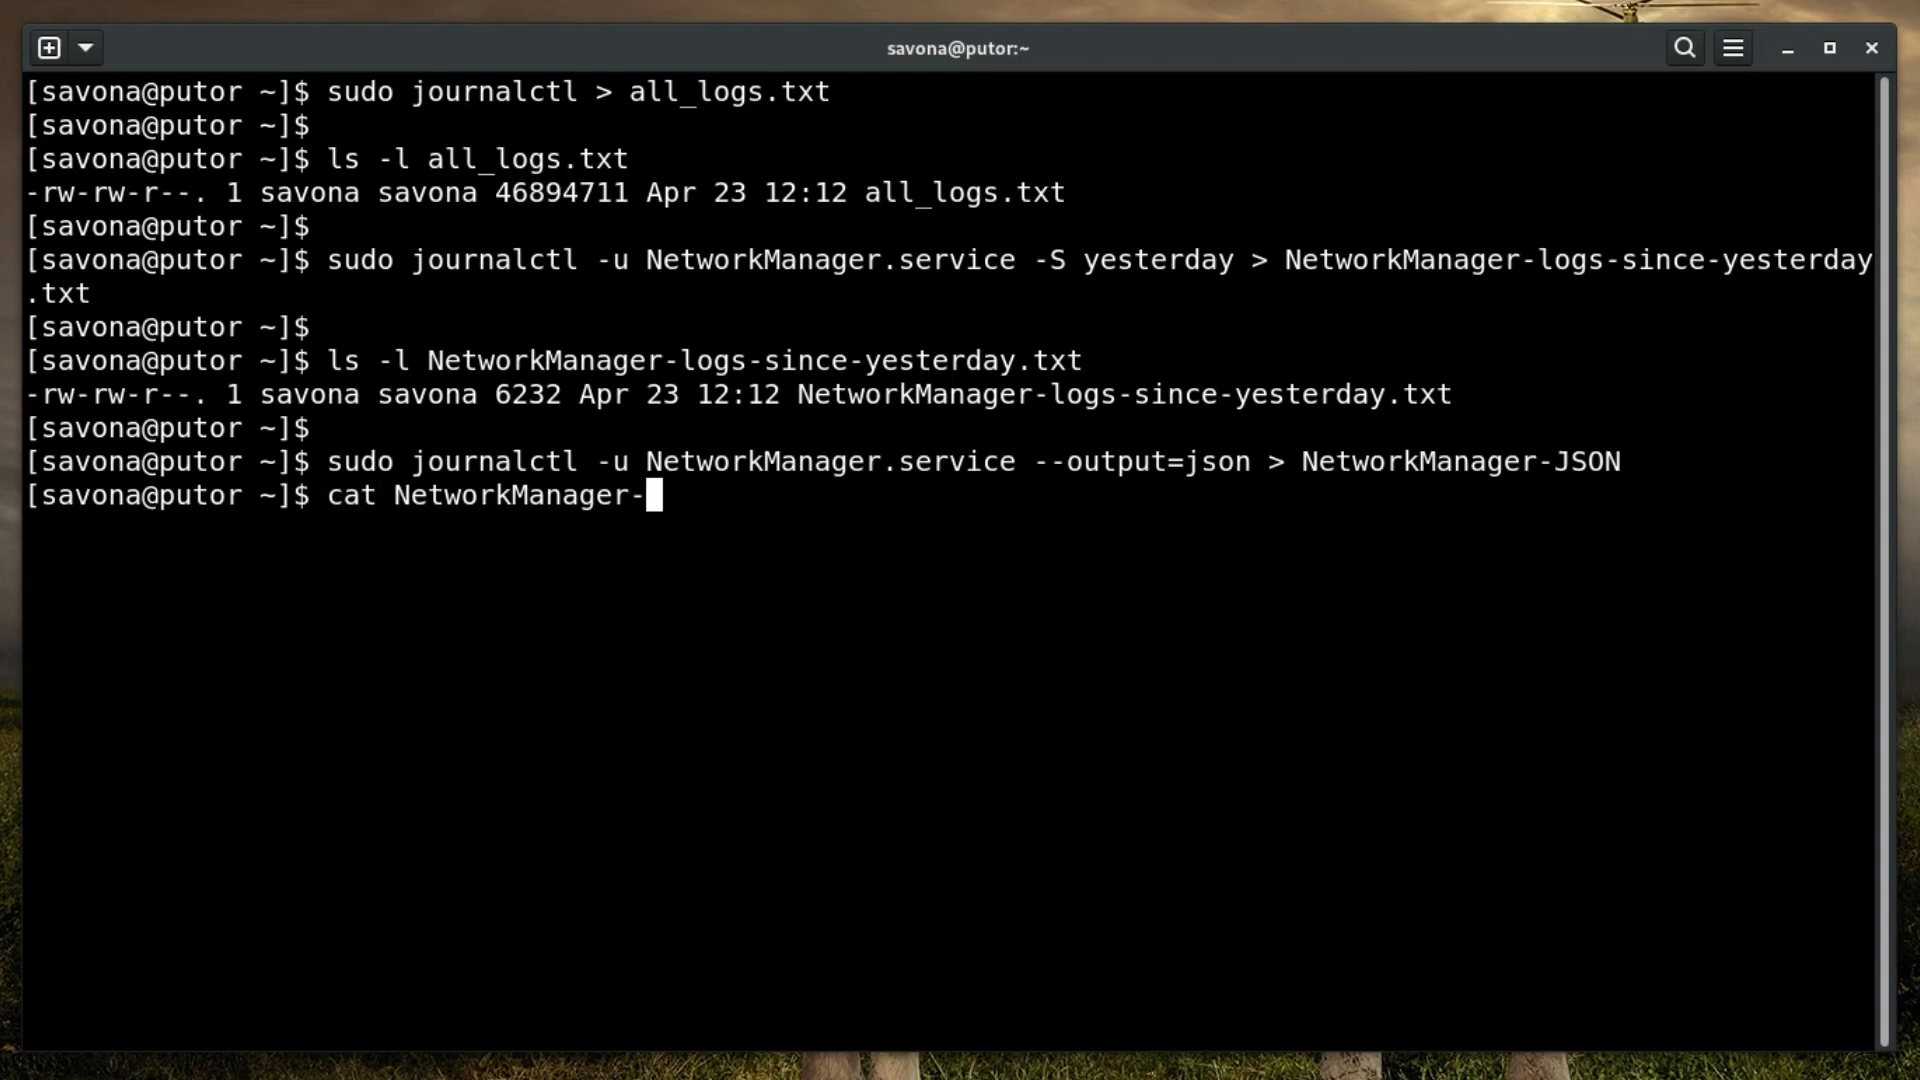 savona@putor:~
[savona@putor ~]$ sudo journalctl > all_logs.txt
[savona@putor ~]$
[savona@putor ~]$ ls -l all_logs.txt
-rw-rw-r--. 1 savona savona 46894711 Apr 23 12:12 all_logs.txt
[savona@putor ~]$
[savona@putor ~]$ sudo journalctl -u NetworkManager.service -S yesterday > NetworkManager-logs-since-yesterday
.txt
[savona@putor ~]$
[savona@putor ~]$ ls -l NetworkManager-logs-since-yesterday.txt
-rw-rw-r--. 1 savona savona 6232 Apr 23 12:12 NetworkManager-logs-since-yesterday.txt
[savona@putor ~]$
[savona@putor ~]$ sudo journalctl -u NetworkManager.service --output=json > NetworkManager-JSON
[savona@putor ~]$ cat NetworkManager-